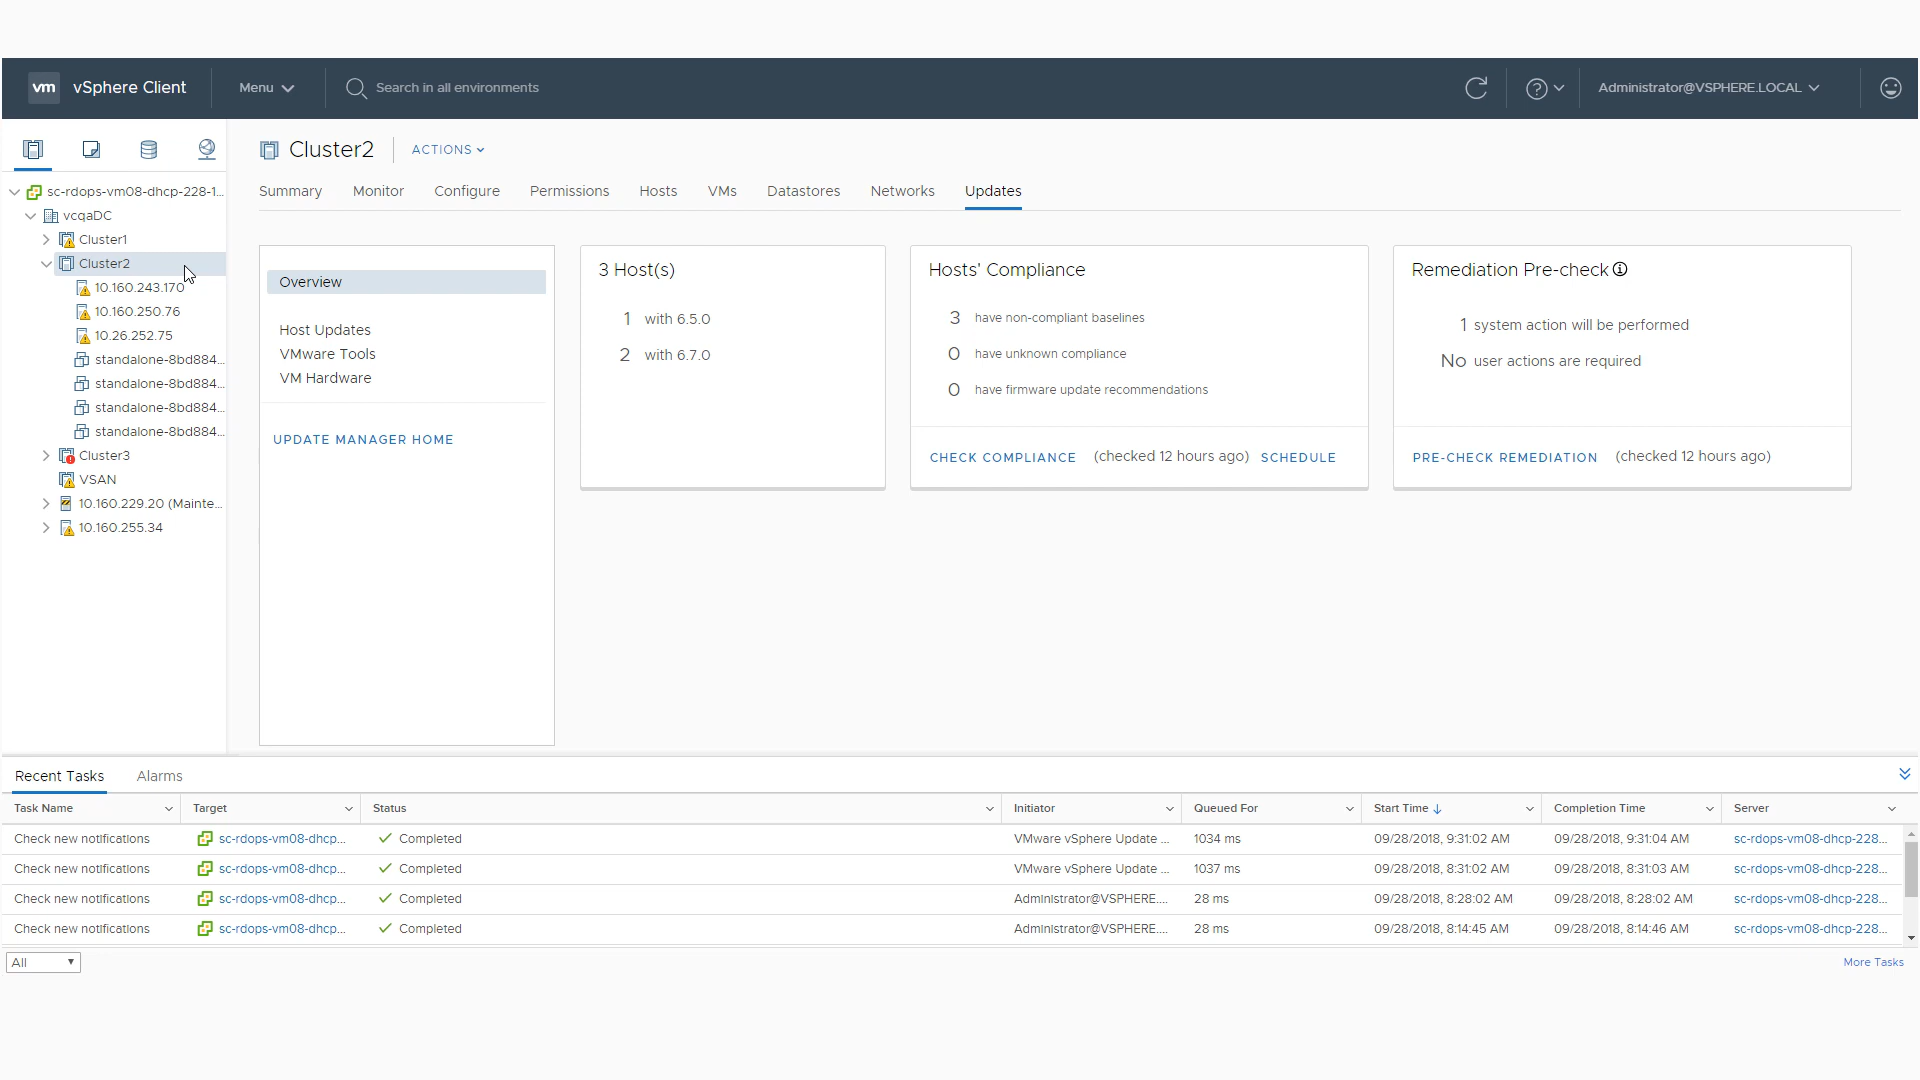 vm vSphere Client Menu Search in all environments Administrator@VSPHERE.LOCAL
Cluster2 ACTIONS
Summary Monitor Configure Permissions Hosts VMs Datastores Networks Updates
sc-rdops-vm08-dhcp-228-1...
vcqaDC
Cluster1
Cluster2
10.160.243.170
10.160.250.76
10.26.252.75
standalone-8bd884...
standalone-8bd884...
standalone-8bd884...
standalone-8bd884...
Cluster3
VSAN
10.160.229.20 (Mainte...
10.160.255.34
Overview
Host Updates
VMware Tools
VM Hardware
UPDATE MANAGER HOME
3 Host(s)
1 with 6.5.0
2 with 6.7.0
Hosts' Compliance
3 have non-compliant baselines
0 have unknown compliance
0 have firmware update recommendations
CHECK COMPLIANCE (checked 12 hours ago) SCHEDULE
Remediation Pre-check
1 system action will be performed
No user actions are required
PRE-CHECK REMEDIATION (checked 12 hours ago)
Recent Tasks Alarms
Task Name Target Status Initiator Queued For Start Time Completion Time Server
Check new notifications sc-rdops-vm08-dhcp... Completed VMware vSphere Update ... 1034 ms 09/28/2018, 9:31:02 AM 09/28/2018, 9:31:04 AM sc-rdops-vm08-dhcp-228...
Check new notifications sc-rdops-vm08-dhcp... Completed VMware vSphere Update ... 1037 ms 09/28/2018, 8:31:02 AM 09/28/2018, 8:31:03 AM sc-rdops-vm08-dhcp-228...
Check new notifications sc-rdops-vm08-dhcp... Completed Administrator@VSPHERE.... 28 ms 09/28/2018, 8:28:02 AM 09/28/2018, 8:28:02 AM sc-rdops-vm08-dhcp-228...
Check new notifications sc-rdops-vm08-dhcp... Completed Administrator@VSPHERE.... 28 ms 09/28/2018, 8:14:45 AM 09/28/2018, 8:14:46 AM sc-rdops-vm08-dhcp-228...
All More Tasks